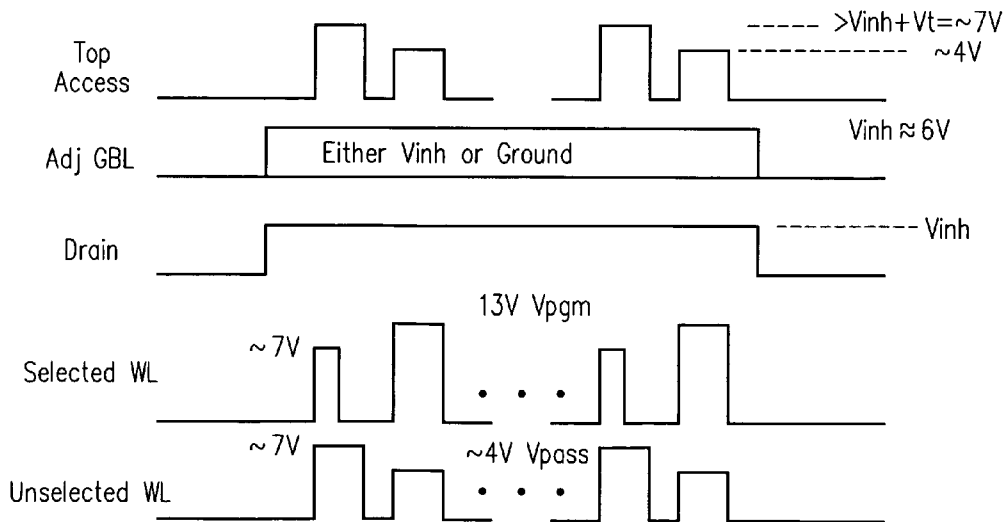 >Vinh+Vt=~7V
Top
Access
~4V
Vinh≈6V
Adj GBL
Either Vinh or Ground
Drain
Vinh
13V Vpgm
~7V
Selected WL
• • •
~7V
~4V Vpass
Unselected WL
• • •